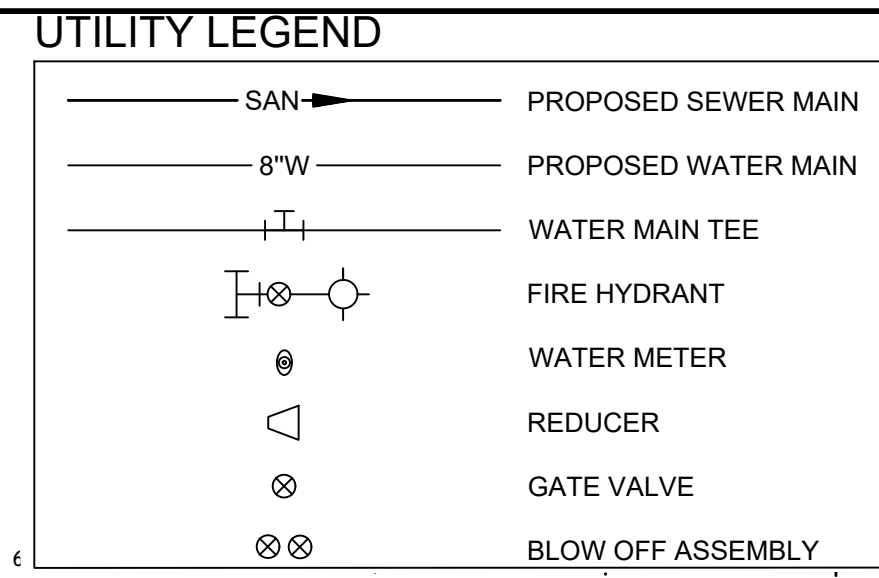 UTILITY LEGEND
SAN PROPOSED SEWER MAIN
8"W PROPOSED WATER MAIN
WATER MAIN TEE
FIRE HYDRANT
WATER METER
REDUCER
GATE VALVE
BLOW OFF ASSEMBLY